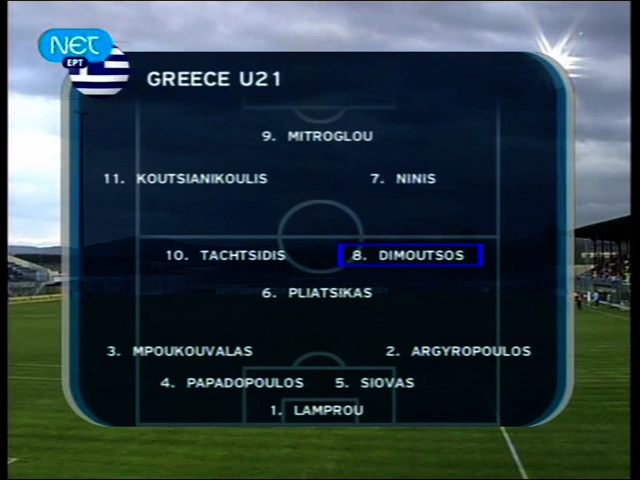 NET
ΕΡΤ
GREECE U21
9. MITROGLOU
11. KOUTSIANIKOULIS 7. NINIS
10. TACHTSIDIS 8. DIMOUTSOS
6. PLIATSIKAS
3. MPOUKOUVALAS 2. ARGYROPOULOS
4. PAPADOPOULOS 5. SIOVAS
1. LAMPROU